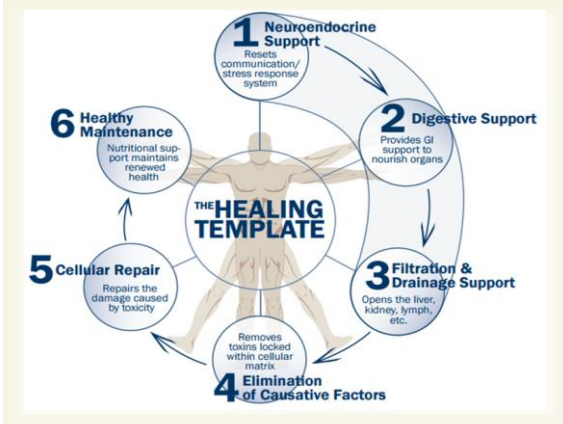 1 Neuroendocrine
Support
Resets
communication/
stress response
system
2 Digestive Support
Provides GI
support to
nourish organs
3 Filtration &
Drainage Support
Opens the liver,
kidney, lymph,
etc.
Removes
toxins locked
within cellular
matrix
4 Elimination
of Causative Factors
5 Cellular Repair
Repairs the
damage caused
by toxicity
6 Healthy
Maintenance
Nutritional sup-
port maintains
renewed
health
THE HEALING
TEMPLATE